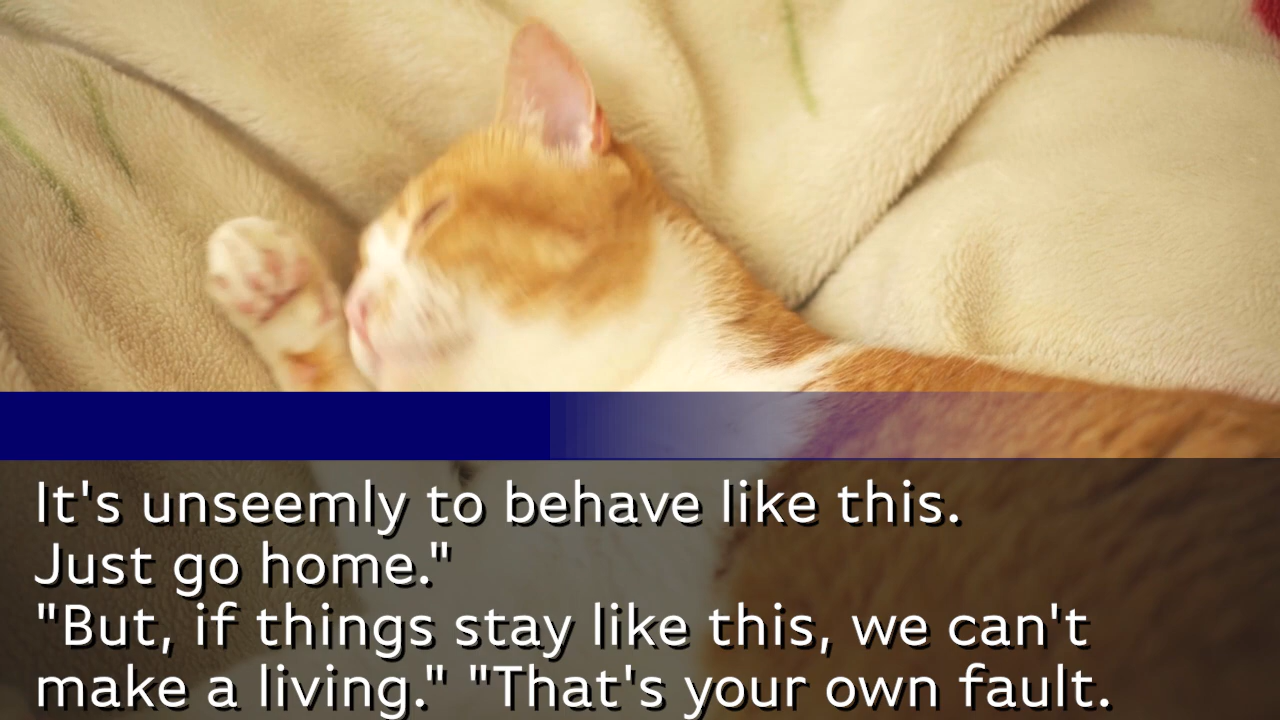 It's unseemly to behave like this.
Just go home."
"But, if things stay like this, we can't
make a living." "That's your own fault.